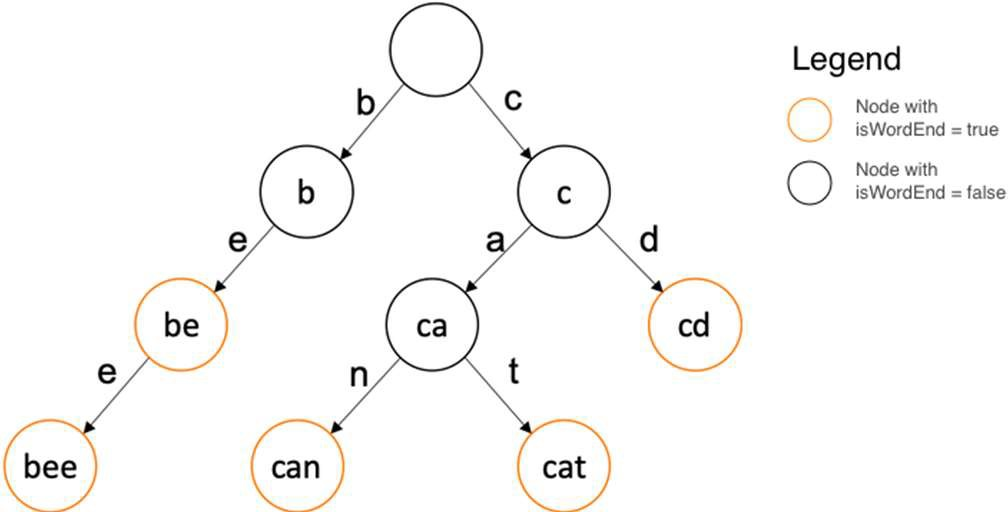 Legend
Node with
isWordEnd = true
Node with
isWordEnd = false
b
c
b
c
e
a
d
be
ca
cd
e
n
t
bee
can
cat